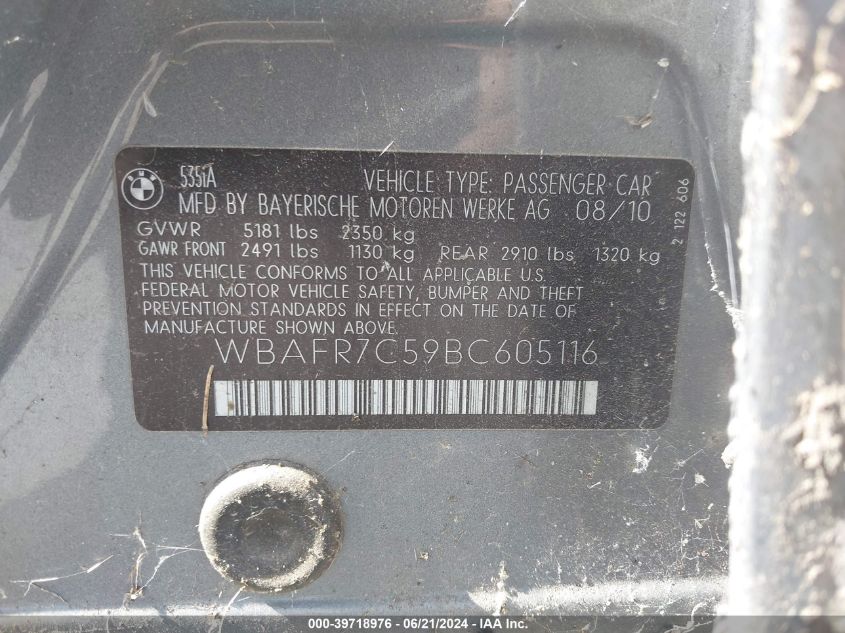 BMW
535iA VEHICLE TYPE: PASSENGER CAR
MFD BY BAYERISCHE MOTOREN WERKE AG 08/10
GVWR 5181 lbs 2350 kg
GAWR FRONT 2491 lbs 1130 kg REAR 2910 lbs 1320 kg
THIS VEHICLE CONFORMS TO ALL APPLICABLE U.S.
FEDERAL MOTOR VEHICLE SAFETY, BUMPER AND THEFT
PREVENTION STANDARDS IN EFFECT ON THE DATE OF
MANUFACTURE SHOWN ABOVE.
WBAFR7C59BC605116
2 122 606
000-39718976 - 06/21/2024 - IAA Inc.